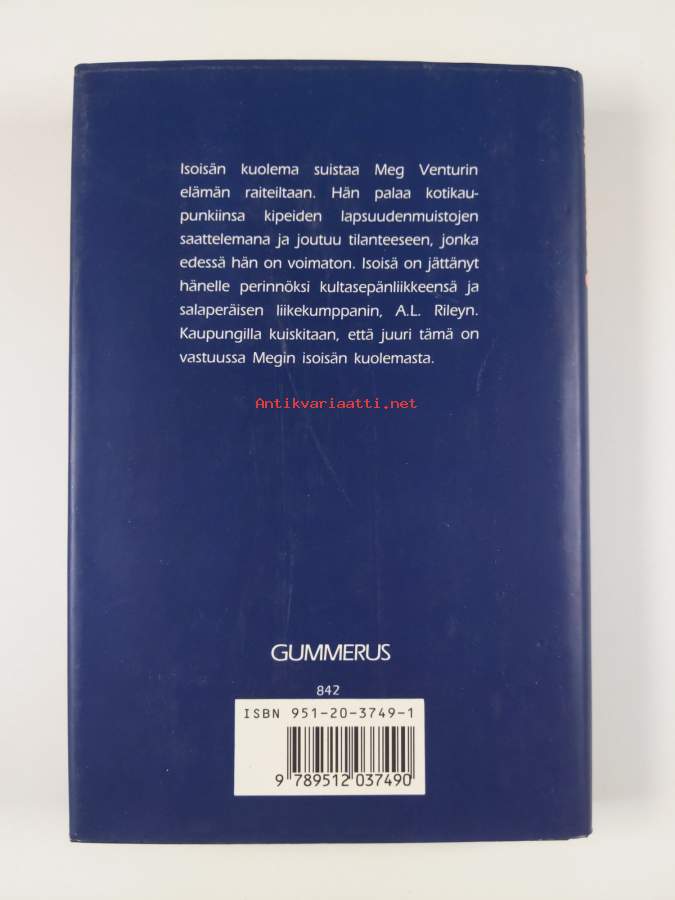 Isoisän kuolema suistaa Meg Venturin
elämän raiteiltaan. Hän palaa kotikau-
punkiinsa kipeiden lapsuudenmuistojen
saattelemana ja joutuu tilanteeseen, jonka
edessä hän on voimaton. Isoisä on jättänyt
hänelle perinnöksi kultasepänliikkeensä ja
salaperäisen liikekumppanin, A.L. Rileyn.
Kaupungilla kuiskitaan, että juuri tämä on
vastuussa Megin isoisän kuolemasta.
Antikvariaatti.net
GUMMERUS
842
ISBN 951-20-3749-1
9 789512 037490